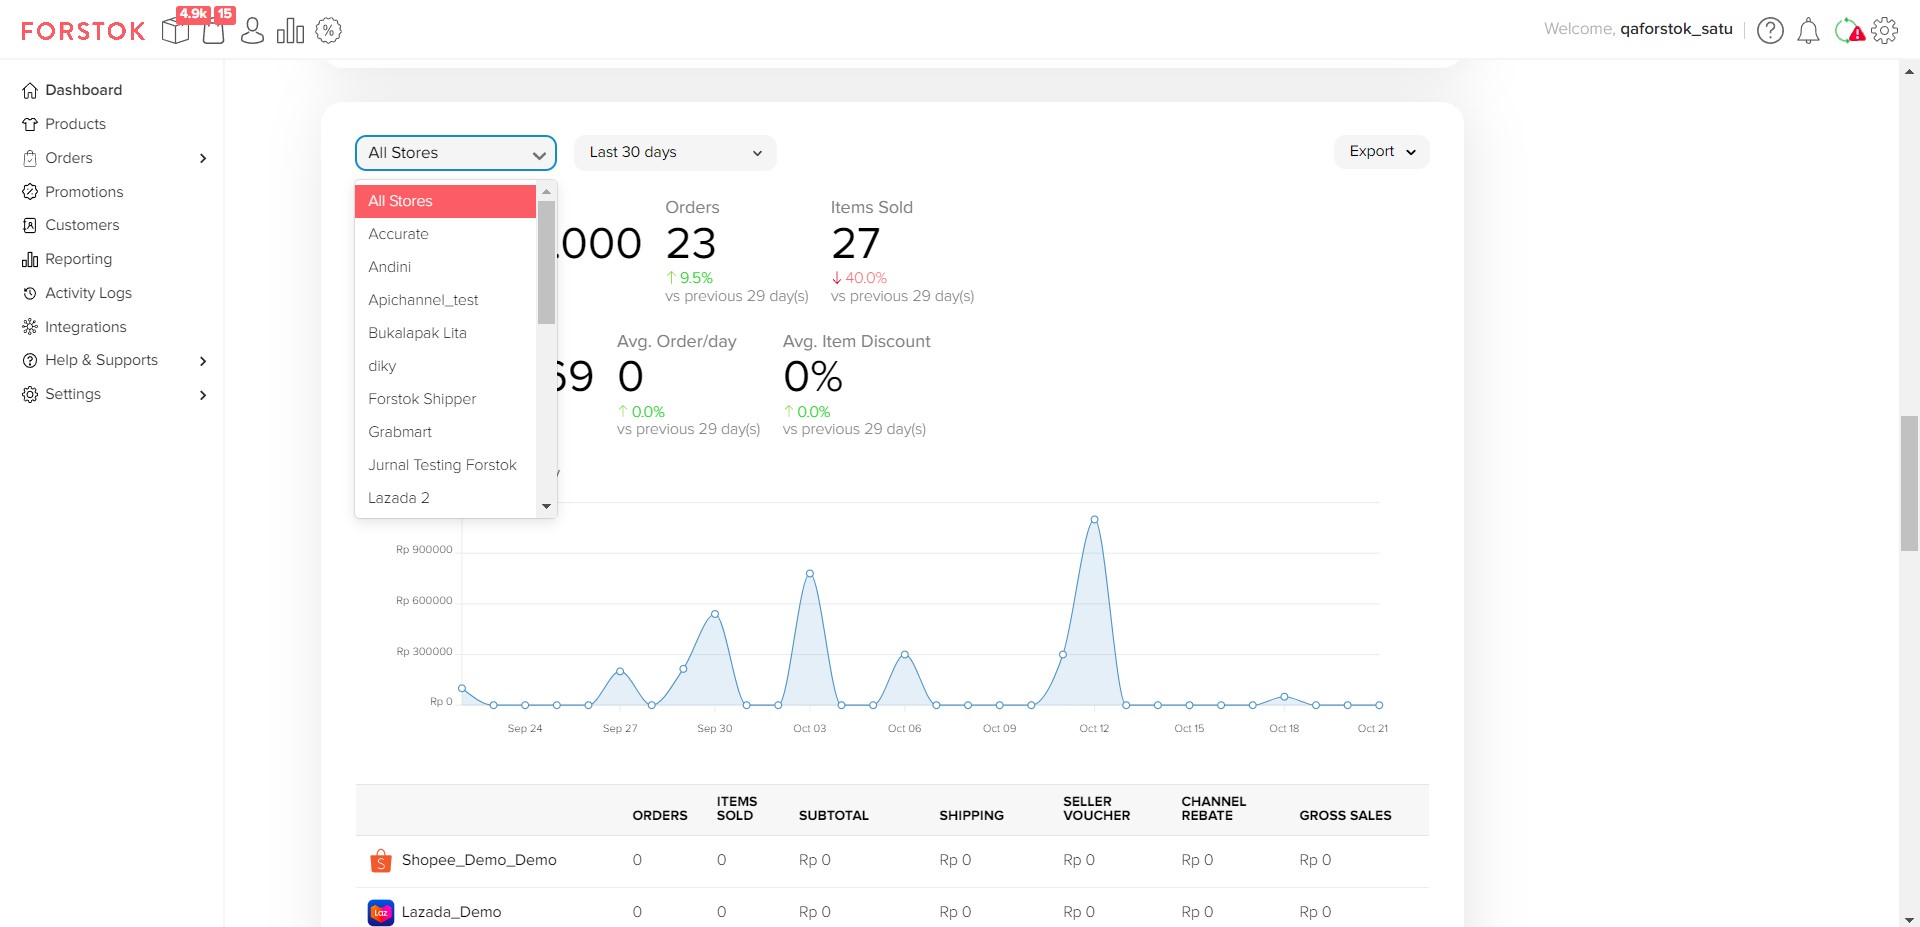 FORSTOK
4.9k
15
Welcome, qaforstok_satu
Dashboard
Products
Orders
Promotions
Customers
Reporting
Activity Logs
Integrations
Help & Supports
Settings
All Stores
Last 30 days
Export
All Stores
Accurate
Andini
Apichannel_test
Bukalapak Lita
diky
Forstok Shipper
Grabmart
Jurnal Testing Forstok
Lazada 2
.000
Orders
23
9.5%
vs previous 29 day(s)
Items Sold
27
40.0%
vs previous 29 day(s)
69
Avg. Order/day
0
0.0%
vs previous 29 day(s)
Avg. Item Discount
0%
0.0%
vs previous 29 day(s)
Rp 900000
Rp 600000
Rp 300000
Rp 0
Sep 24 Sep 27 Sep 30 Oct 03 Oct 06 Oct 09 Oct 12 Oct 15 Oct 18 Oct 21
ORDERS ITEMS SOLD SUBTOTAL SHIPPING SELLER VOUCHER CHANNEL REBATE GROSS SALES
Shopee_Demo_Demo 0 0 Rp 0 Rp 0 Rp 0 Rp 0 Rp 0
Lazada_Demo 0 0 Rp 0 Rp 0 Rp 0 Rp 0 Rp 0